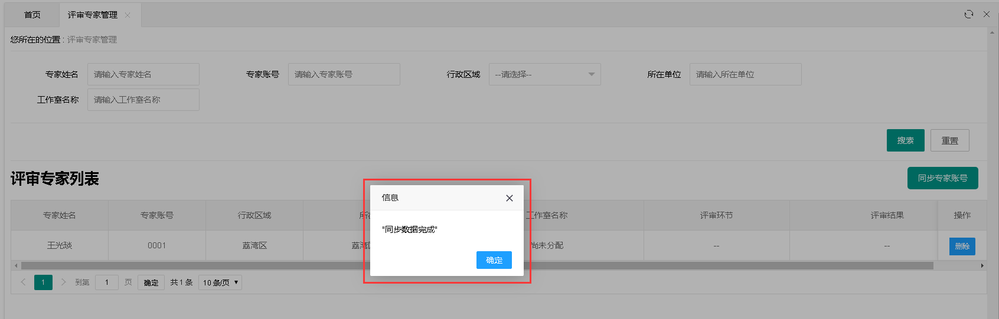 首页 评审专家管理
您所在的位置 : 评审专家管理
专家姓名 请输入专家姓名 专家账号 请输入专家账号 行政区域 --请选择-- 所在单位 请输入所在单位
工作室名称 请输入工作室名称
搜索 重置
评审专家列表 同步专家账号
信息
"同步数据完成"
确定
专家姓名 专家账号 行政区域 工作室名称 评审环节 评审结果 操作
王光琰 0001 荔湾区 荔湾 尚未分配 -- -- 删除
1 到第 1 页 确定 共 1 条 10 条/页